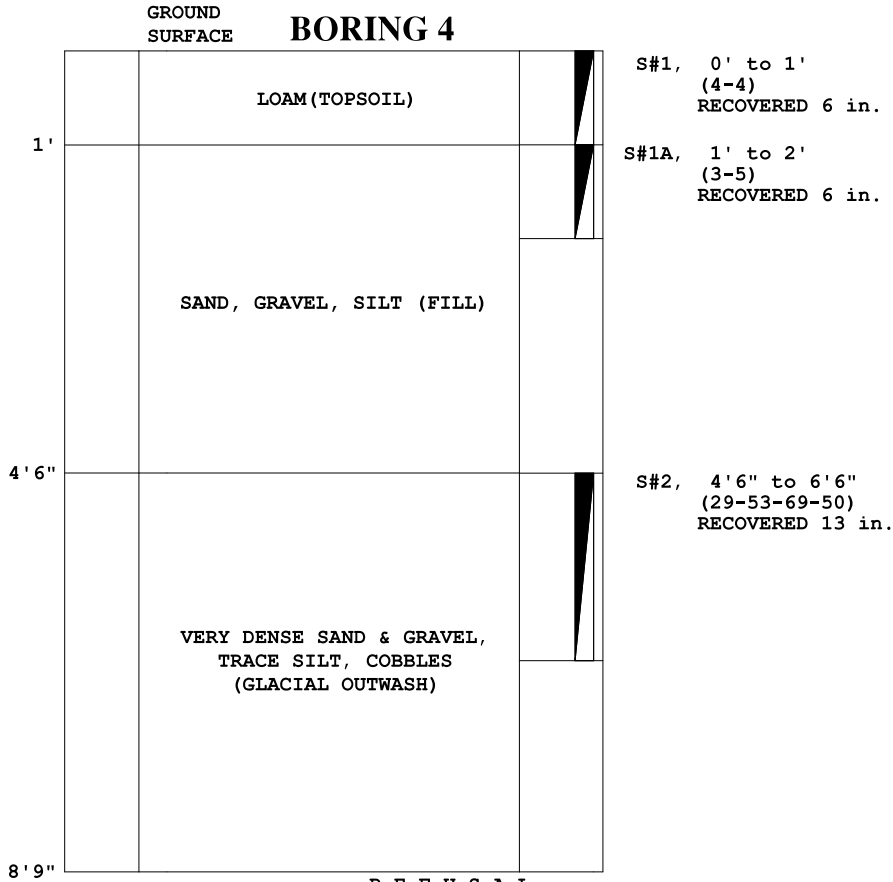 GROUND
SURFACE
BORING 4
LOAM(TOPSOIL)
S#1, 0' to 1'
(4-4)
RECOVERED 6 in.
1'
S#1A, 1' to 2'
(3-5)
RECOVERED 6 in.
SAND, GRAVEL, SILT (FILL)
4'6"
S#2, 4'6" to 6'6"
(29-53-69-50)
RECOVERED 13 in.
VERY DENSE SAND & GRAVEL,
TRACE SILT, COBBLES
(GLACIAL OUTWASH)
8'9"
R E F U S A L